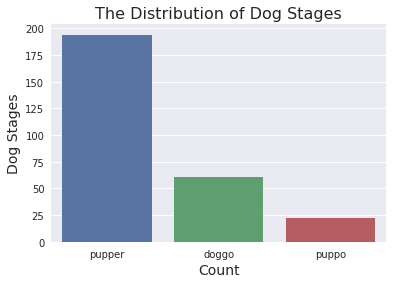 The Distribution of Dog Stages
200
175
150
125
100
75
50
25
0
Dog Stages
pupper doggo puppo
Count